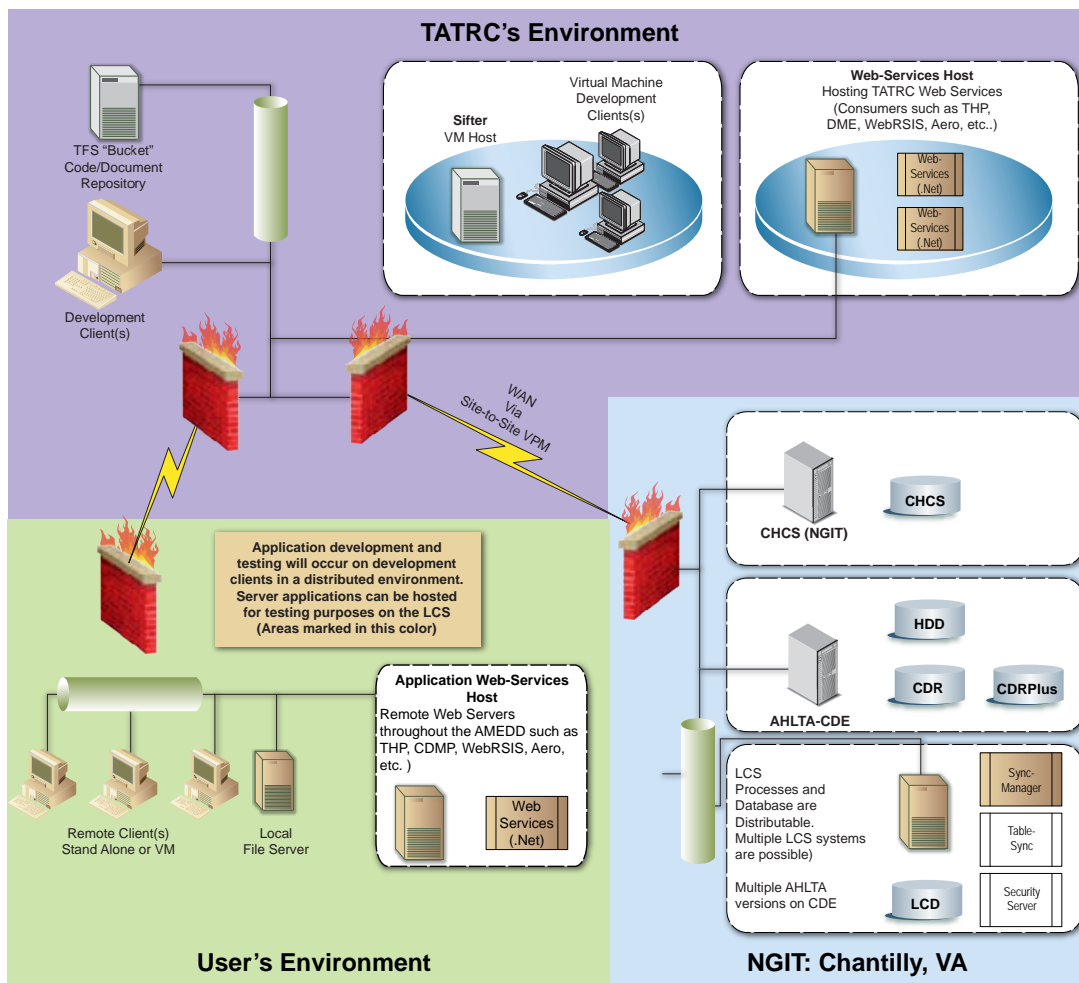 TATRC's Environment
TFS “Bucket”
Code/Document
Repository
Development
Client(s)
Sifter
VM Host
Virtual Machine
Development
Clients(s)
Web-Services Host
Hosting TATRC Web Services
(Consumers such as THP,
DME, WebRSIS, Aero, etc..)
Web-
Services
(.Net)
Web-
Services
(.Net)
WAN
Via
Site-to-Site VPM
Application development and
testing will occur on development
clients in a distributed environment.
Server applications can be hosted
for testing purposes on the LCS
(Areas marked in this color)
Remote Client(s)
Stand Alone or VM
Local
File Server
Application Web-Services
Host
Remote Web Servers
throughout the AMEDD such as
THP, CDMP, WebRSIS, Aero,
etc. )
Web
Services
(.Net)
User's Environment
CHCS (NGIT)
CHCS
AHLTA-CDE
HDD
CDR
CDRPlus
LCS
Processes and
Database are
Distributable.
Multiple LCS systems
are possible)
Multiple AHLTA
versions on CDE
LCD
Sync-
Manager
Table-
Sync
Security
Server
NGIT: Chantilly, VA